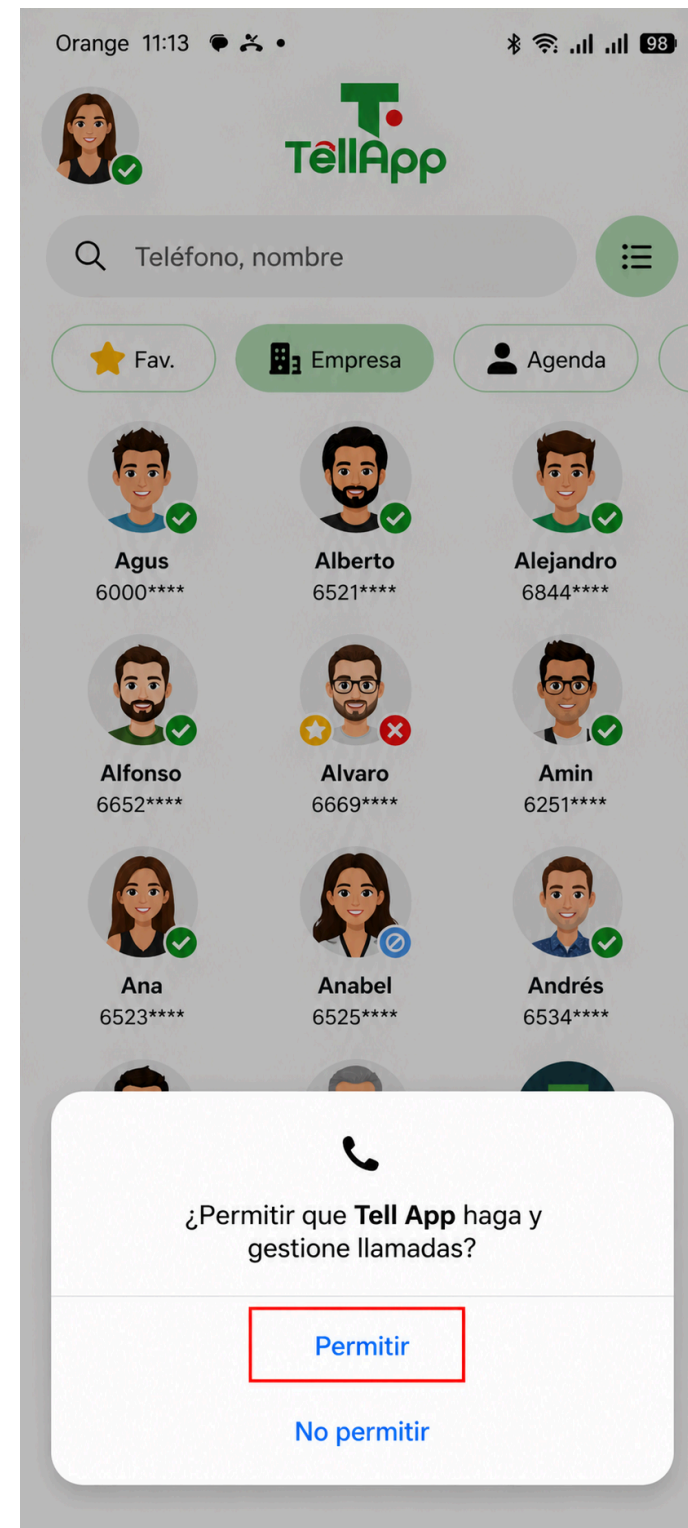 Orange 11:13 98
TellApp
Teléfono, nombre
Fav. Empresa Agenda
Agus Alberto Alejandro
6000**** 6521**** 6844****
Alfonso Alvaro Amin
6652**** 6669**** 6251****
Ana Anabel Andrés
6523**** 6525**** 6534****
¿Permitir que Tell App haga y
gestione llamadas?
Permitir
No permitir